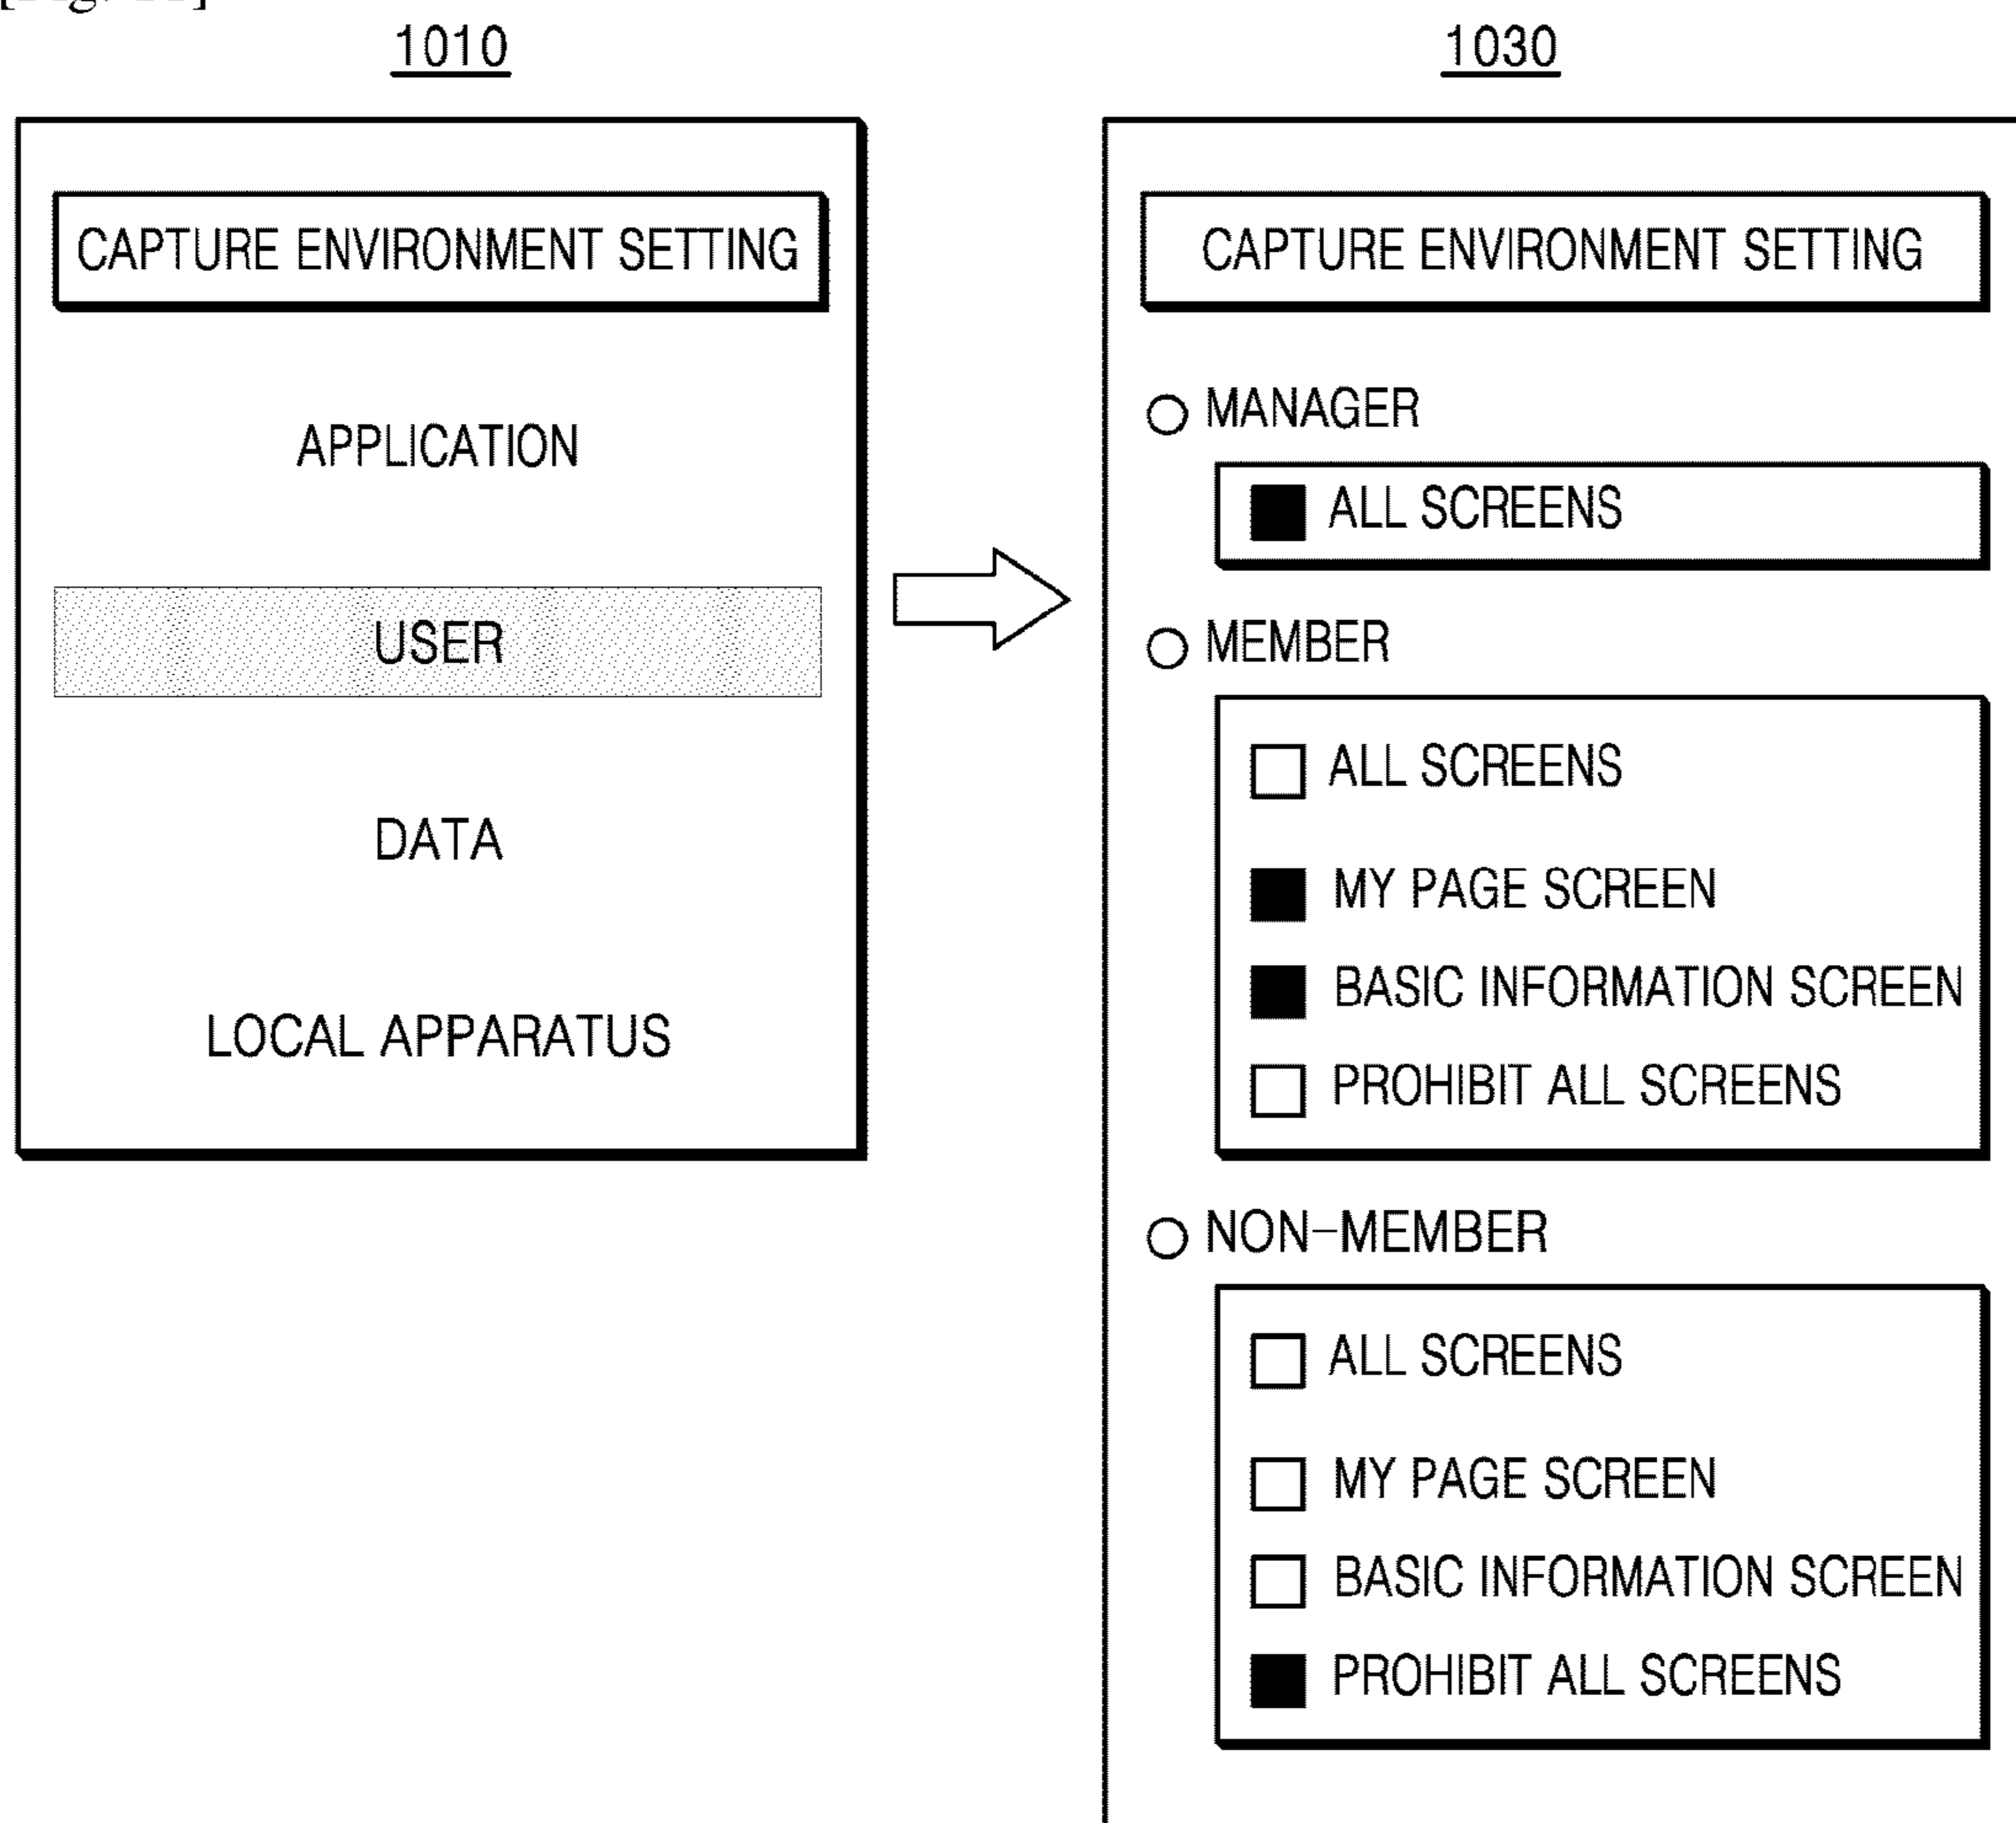 1010
CAPTURE ENVIRONMENT SETTING
APPLICATION
USER
DATA
LOCAL APPARATUS
1030
CAPTURE ENVIRONMENT SETTING
MANAGER
ALL SCREENS
MEMBER
ALL SCREENS
MY PAGE SCREEN
BASIC INFORMATION SCREEN
PROHIBIT ALL SCREENS
NON-MEMBER
ALL SCREENS
MY PAGE SCREEN
BASIC INFORMATION SCREEN
PROHIBIT ALL SCREENS